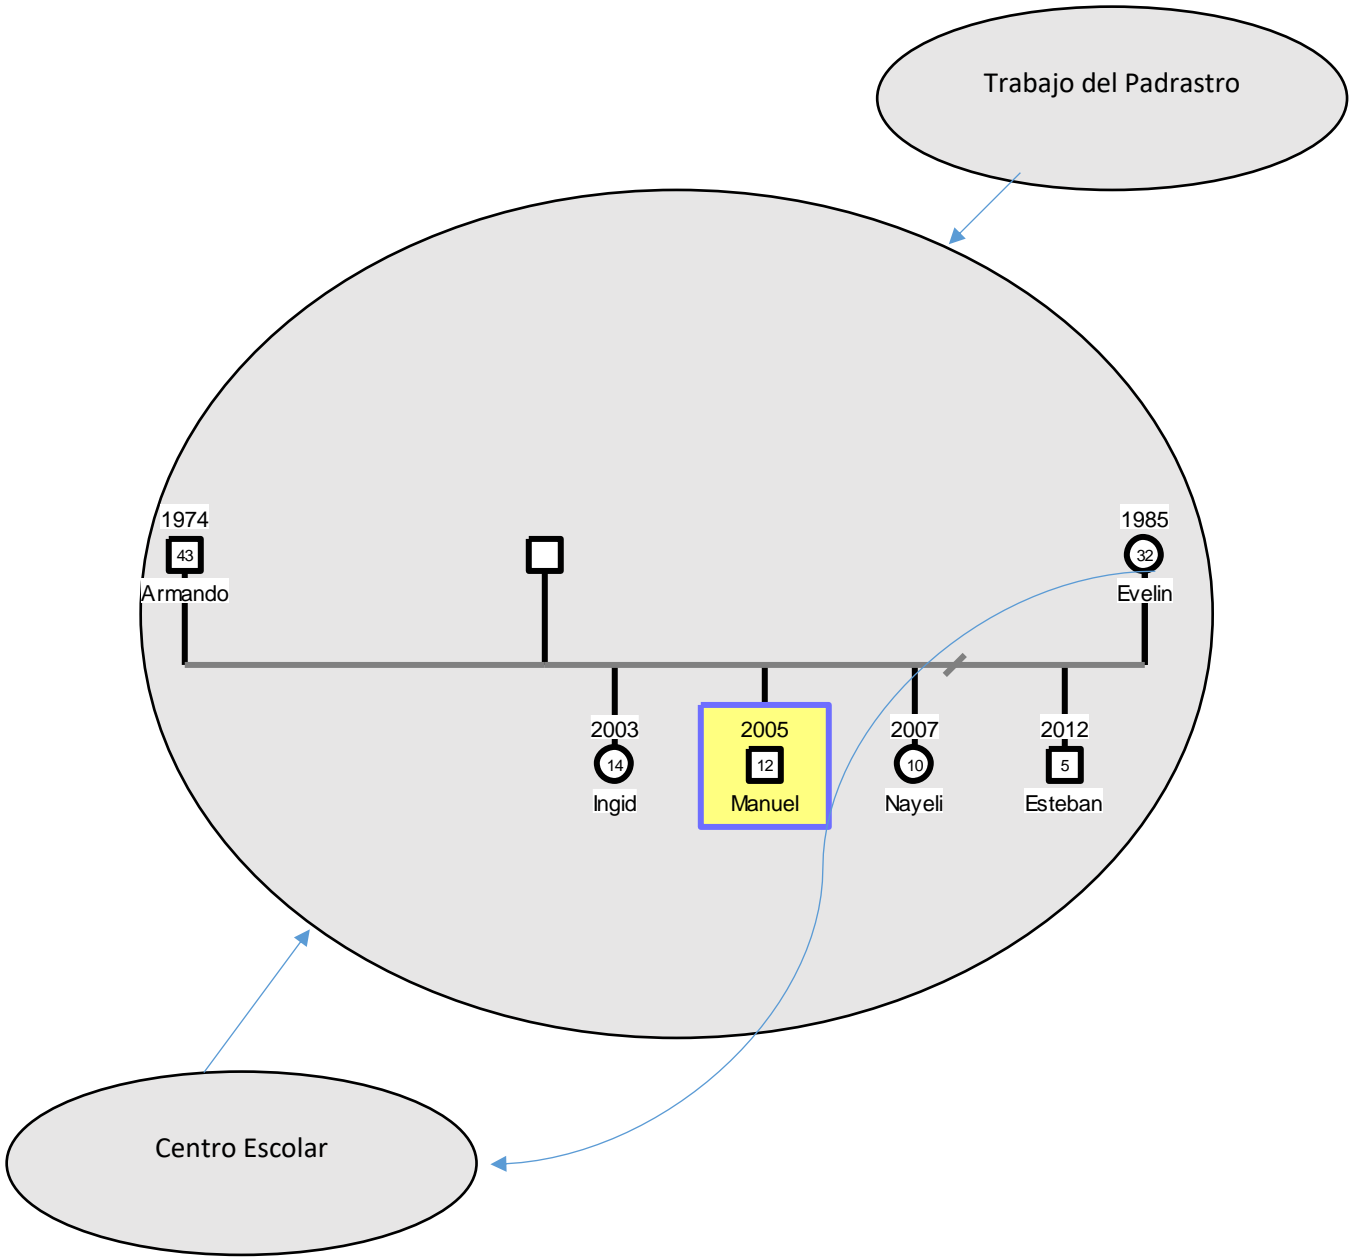 Trabajo del Padrastro
1974
43
Armando
1985
32
Evelin
2003
14
Ingid
2005
12
Manuel
2007
10
Nayeli
2012
5
Esteban
Centro Escolar